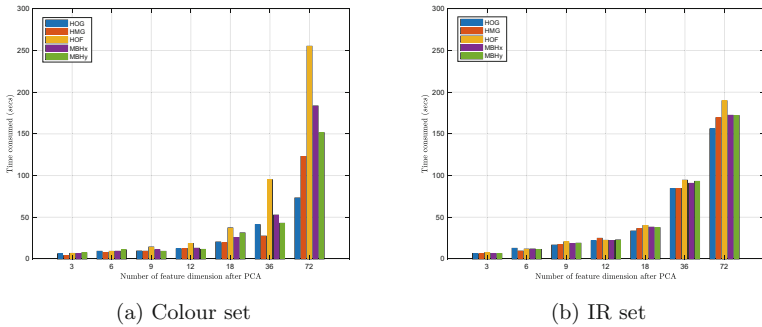 300
250
200
150
100
50
0
HOG
HMG
HOF
MBHx
MBHy
Time consumed (secs)
3 6 9 12 18 36 72
Number of feature dimension after PCA
(a) Colour set
300
250
200
150
100
50
0
HOG
HMG
HOF
MBHx
MBHy
Time consumed (secs)
3 6 9 12 18 36 72
Number of feature dimension after PCA
(b) IR set